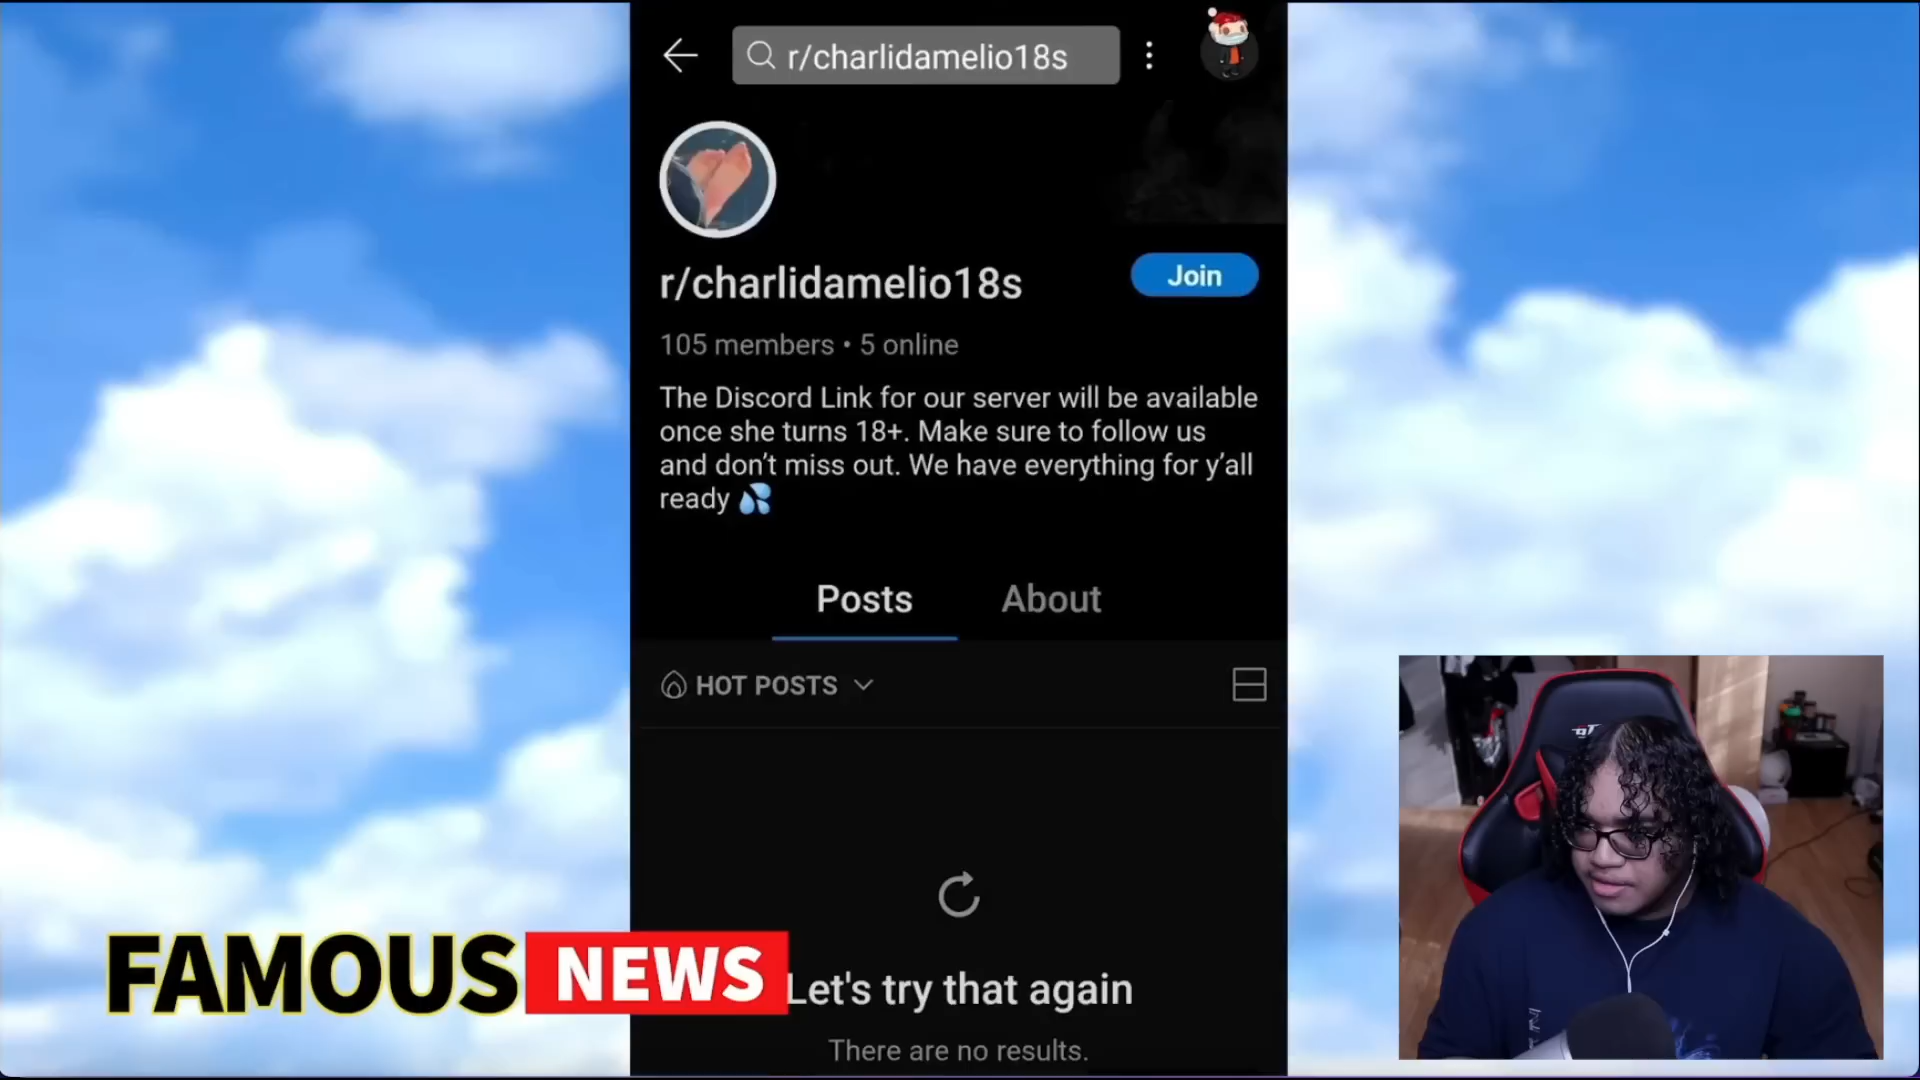 r/charlidamelio18s
r/charlidamelio18s
Join
105 members • 5 online
The Discord Link for our server will be available
once she turns 18+. Make sure to follow us
and don't miss out. We have everything for y'all
ready 💦
Posts
About
HOT POSTS
FAMOUS NEWS
Let's try that again
There are no results.